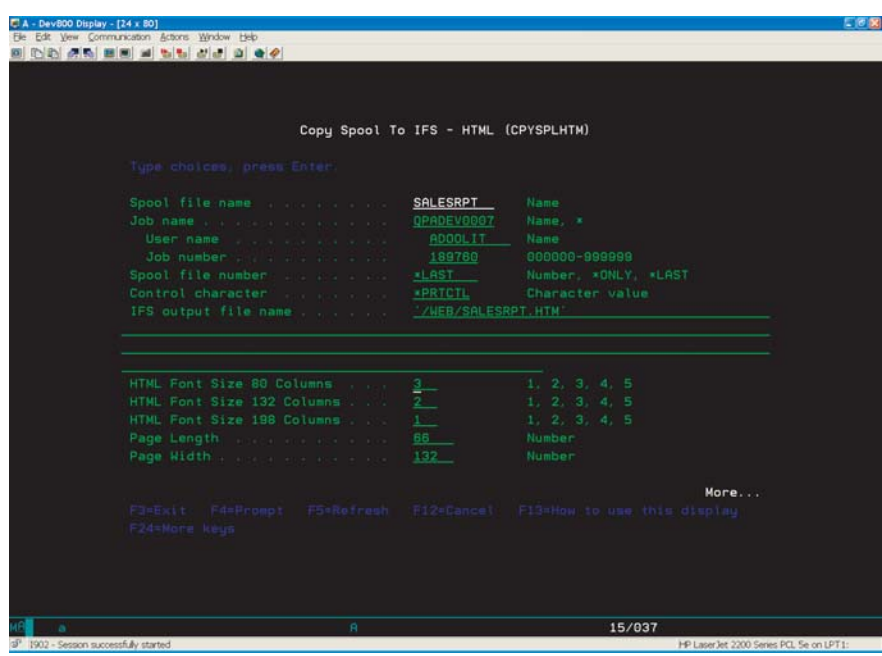 A - Dev800 Display - [24 x 80]
File Edit View Communication Actions Window Help
Copy Spool To IFS - HTML (CPYSPLHTM)
Type choices, press Enter.
Spool file name . . . . . . . . SALESRPT Name
Job name . . . . . . . . . . . QPADEV0007 Name, *
User name . . . . . . . . . . ADOOLIT Name
Job number . . . . . . . . . . 189760 000000-999999
Spool file number . . . . . . . *LAST Number, *ONLY, *LAST
Control character . . . . . . . *PRTCTL Character value
IFS output file name . . . . . . '/WEB/SALESRPT.HTM'
HTML Font Size 80 Columns . . . 3 1, 2, 3, 4, 5
HTML Font Size 132 Columns . . . 2 1, 2, 3, 4, 5
HTML Font Size 198 Columns . . . 1 1, 2, 3, 4, 5
Page Length . . . . . . . . . . 66 Number
Page Width . . . . . . . . . . . 132 Number
More...
F3=Exit F4=Prompt F5=Refresh F12=Cancel F13=How to use this display
F24=More keys
MA a A 15/037
I902 - Session successfully started HP LaserJet 2200 Series PCL 5e on LPT1: